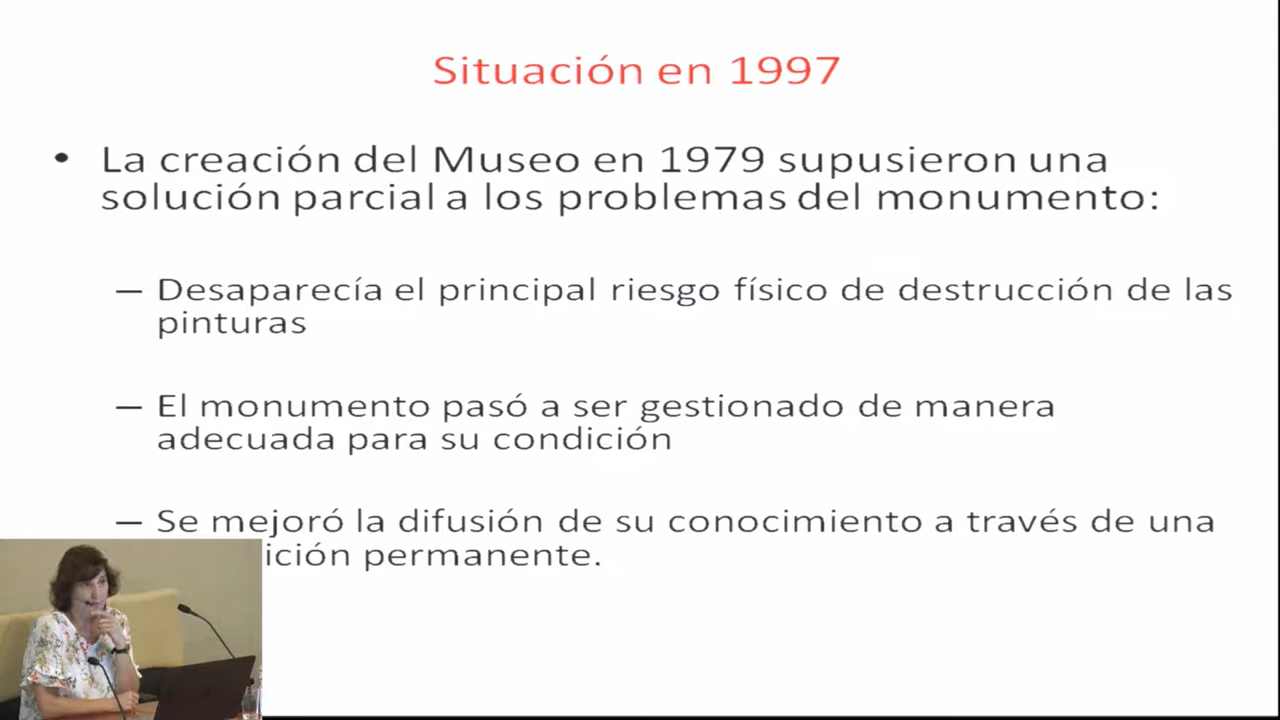 Situación en 1997
• La creación del Museo en 1979 supusieron una
solución parcial a los problemas del monumento:
– Desaparecía el principal riesgo físico de destrucción de las
pinturas
– El monumento pasó a ser gestionado de manera
adecuada para su condición
– Se mejoró la difusión de su conocimiento a través de una
permanente.